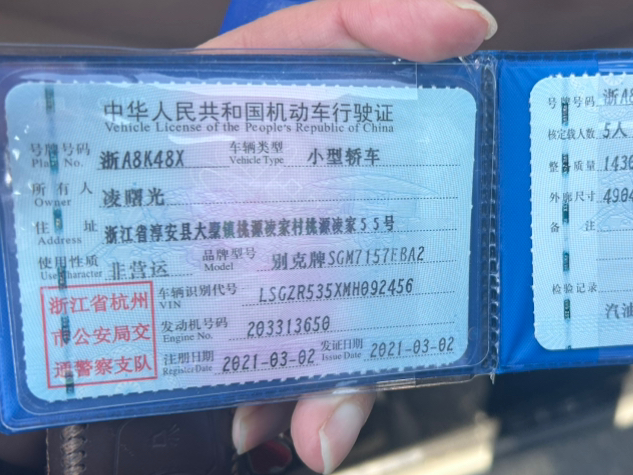 中华人民共和国机动车行驶证
Vehicle License of the People's Republic of China
号牌号码 浙A8K48X 车辆类型 小型轿车
Plate No. Vehicle Type
所有人 凌曙光
Owner
住址 浙江省淳安县大墅镇桃源凌家村桃源凌家55号
Address
使用性质 非营运 品牌型号 别克牌SGM7157EBA2
Use Character Model
浙江省杭州
市公安局交
通警察支队
车辆识别代号 LSGZR535XMH092456
VIN
发动机号码 203313650
Engine No.
注册日期 2021-03-02 发证日期 2021-03-02
Register Date Issue Date
号牌号码 浙A8
核定载人数 5人
整 质量 1430
外廓尺寸 4904
备注
检验记录
汽油